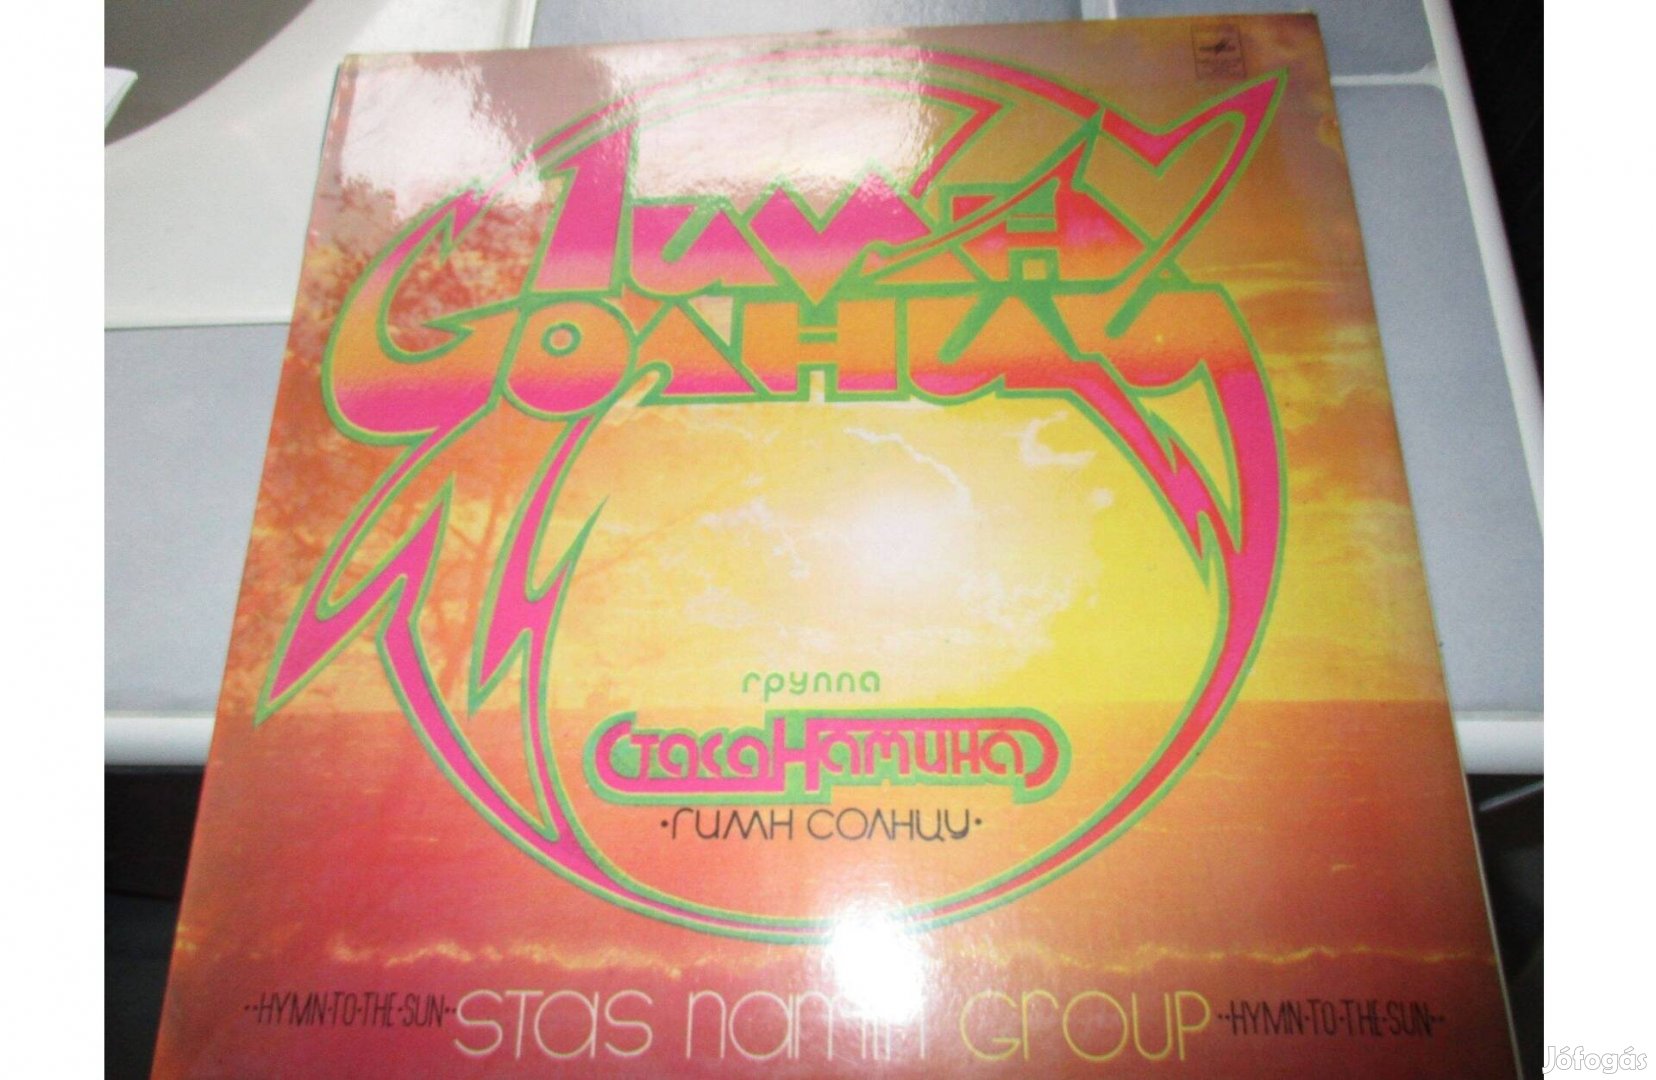 Гимн
Солнцу
группа
Стаса Намина
·ГИМН СОЛНЦУ·
··HYMN·TO·THE·SUN·· STAS NAMIN GROUP ··HYMN·TO·THE·SUN··
Jófogás